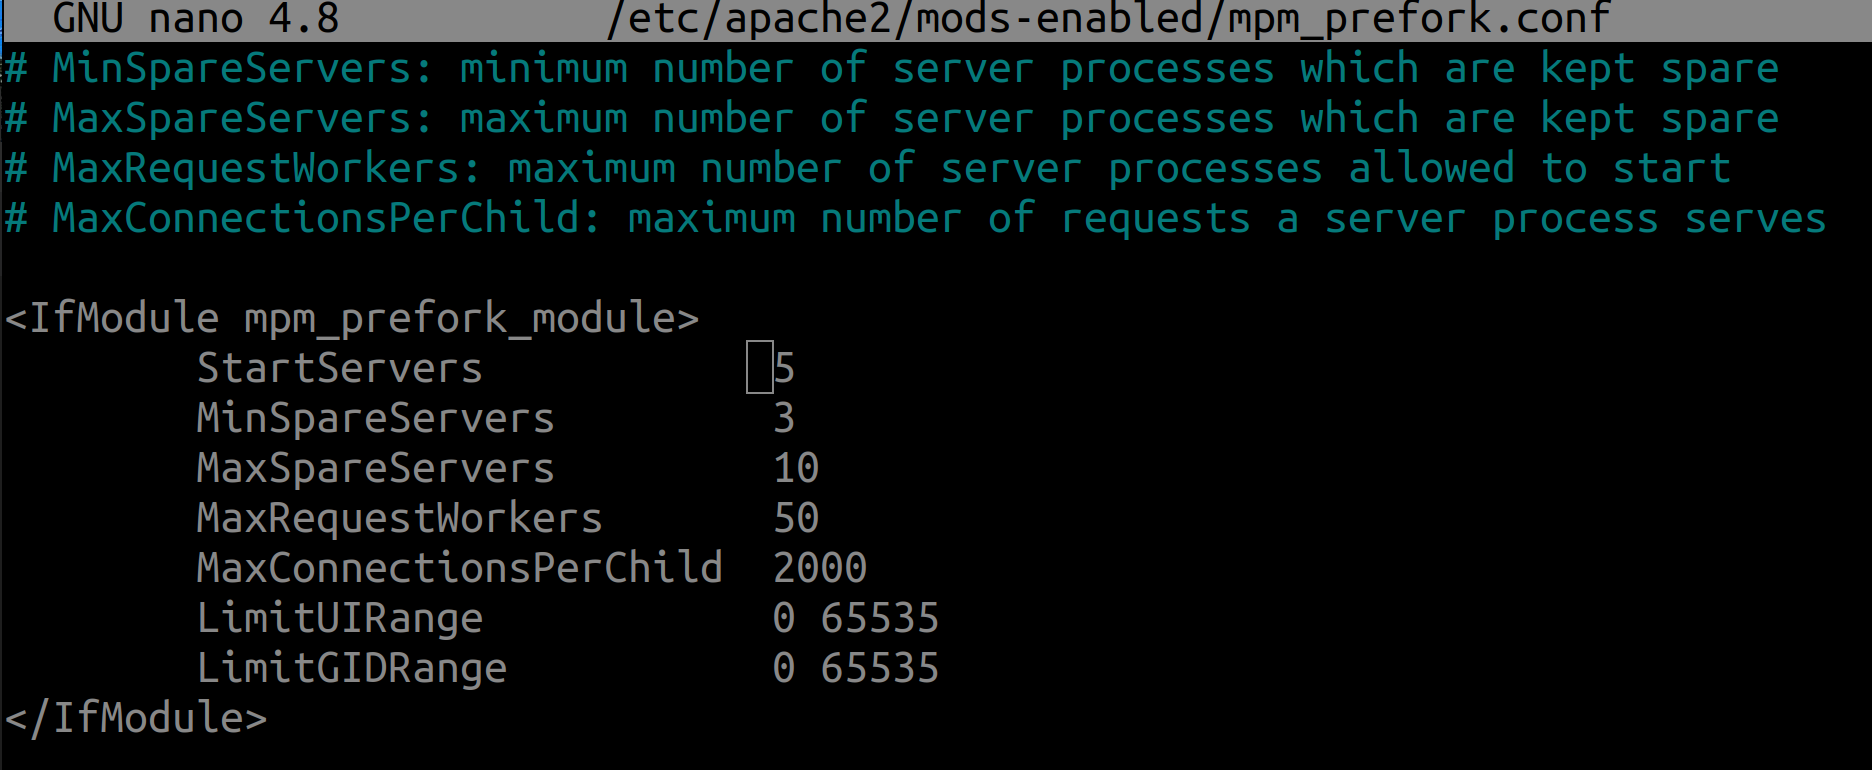 GNU nano 4.8 /etc/apache2/mods-enabled/mpm_prefork.conf
# MinSpareServers: minimum number of server processes which are kept spare
# MaxSpareServers: maximum number of server processes which are kept spare
# MaxRequestWorkers: maximum number of server processes allowed to start
# MaxConnectionsPerChild: maximum number of requests a server process serves
<IfModule mpm_prefork_module>
StartServers 5
MinSpareServers 3
MaxSpareServers 10
MaxRequestWorkers 50
MaxConnectionsPerChild 2000
LimitUIRange 0 65535
LimitGIDRange 0 65535
</IfModule>